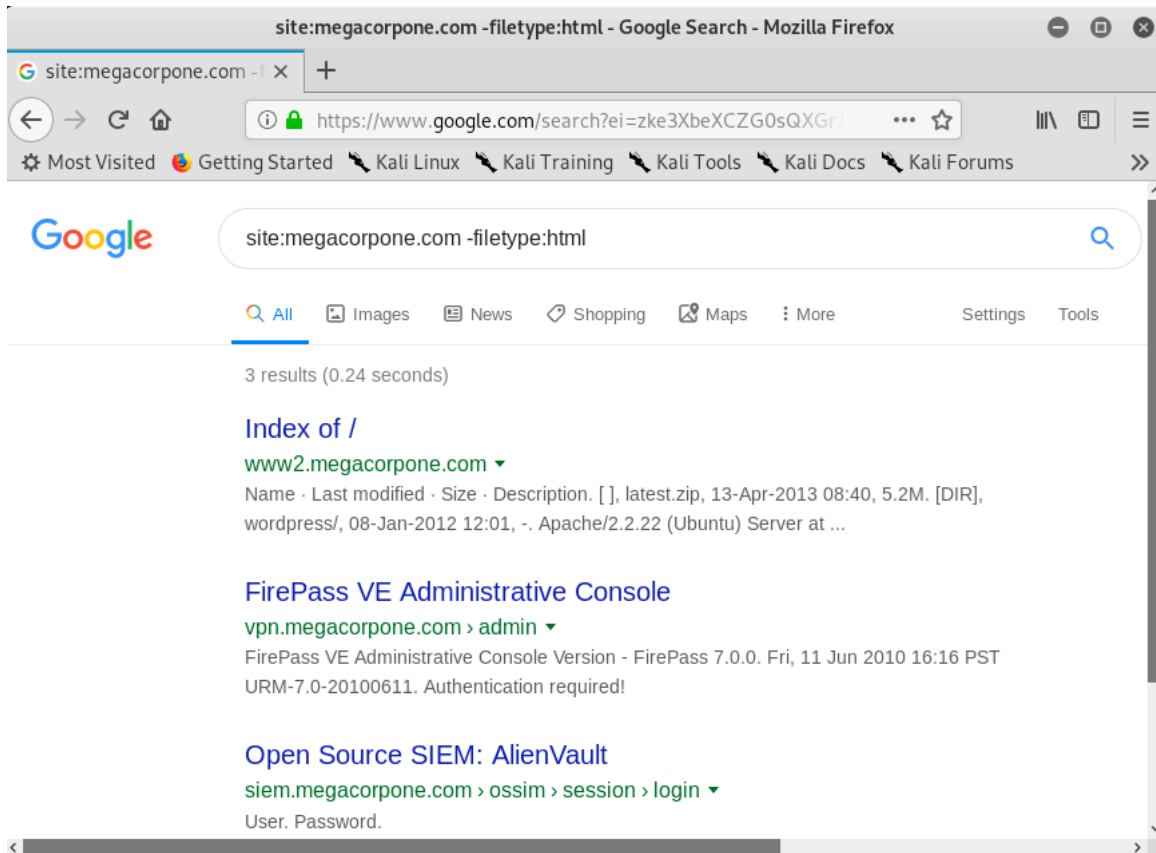 site:megacorpone.com -filetype:html - Google Search - Mozilla Firefox
G site:megacorpone.com -f
https://www.google.com/search?ei=zke3XbeXCZG0sQXGrJ
Most Visited Getting Started Kali Linux Kali Training Kali Tools Kali Docs Kali Forums
Google site:megacorpone.com -filetype:html
All Images News Shopping Maps More Settings Tools
3 results (0.24 seconds)
Index of /
www2.megacorpone.com
Name · Last modified · Size · Description. [ ], latest.zip, 13-Apr-2013 08:40, 5.2M. [DIR],
wordpress/, 08-Jan-2012 12:01, -. Apache/2.2.22 (Ubuntu) Server at ...
FirePass VE Administrative Console
vpn.megacorpone.com › admin
FirePass VE Administrative Console Version - FirePass 7.0.0. Fri, 11 Jun 2010 16:16 PST
URM-7.0-20100611. Authentication required!
Open Source SIEM: AlienVault
siem.megacorpone.com › ossim › session › login
User. Password.